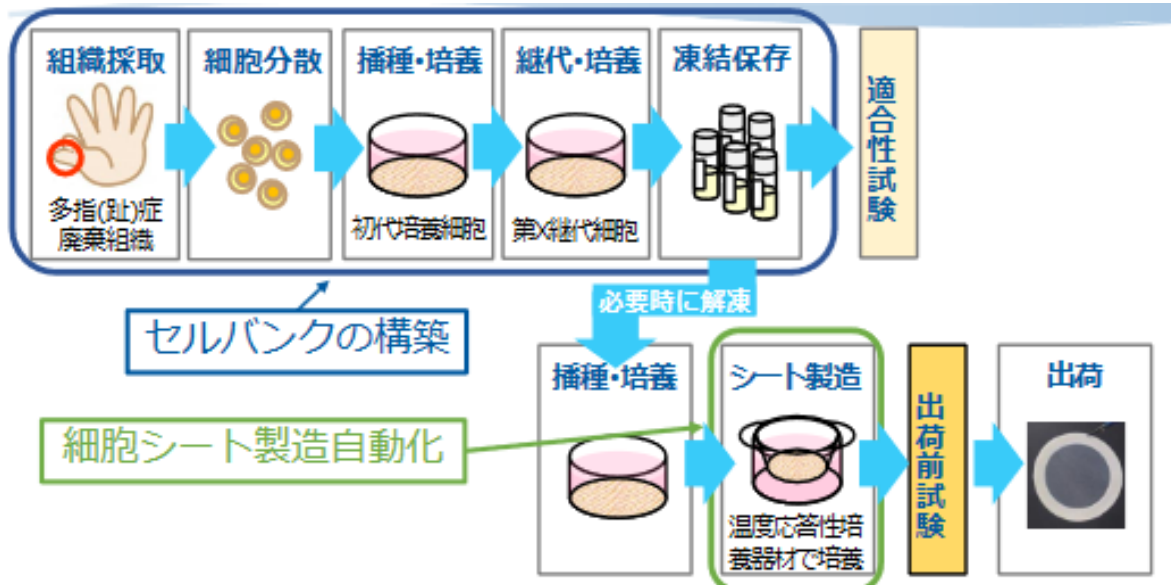 組織採取
細胞分散
播種・培養
継代・培養
凍結保存
適合性試験
多指(趾)症
廃棄組織
初代培養細胞
第X継代細胞
必要時に解凍
セルバンクの構築
播種・培養
シート製造
出荷前試験
出荷
細胞シート製造自動化
温度応答性培
養器材で培養